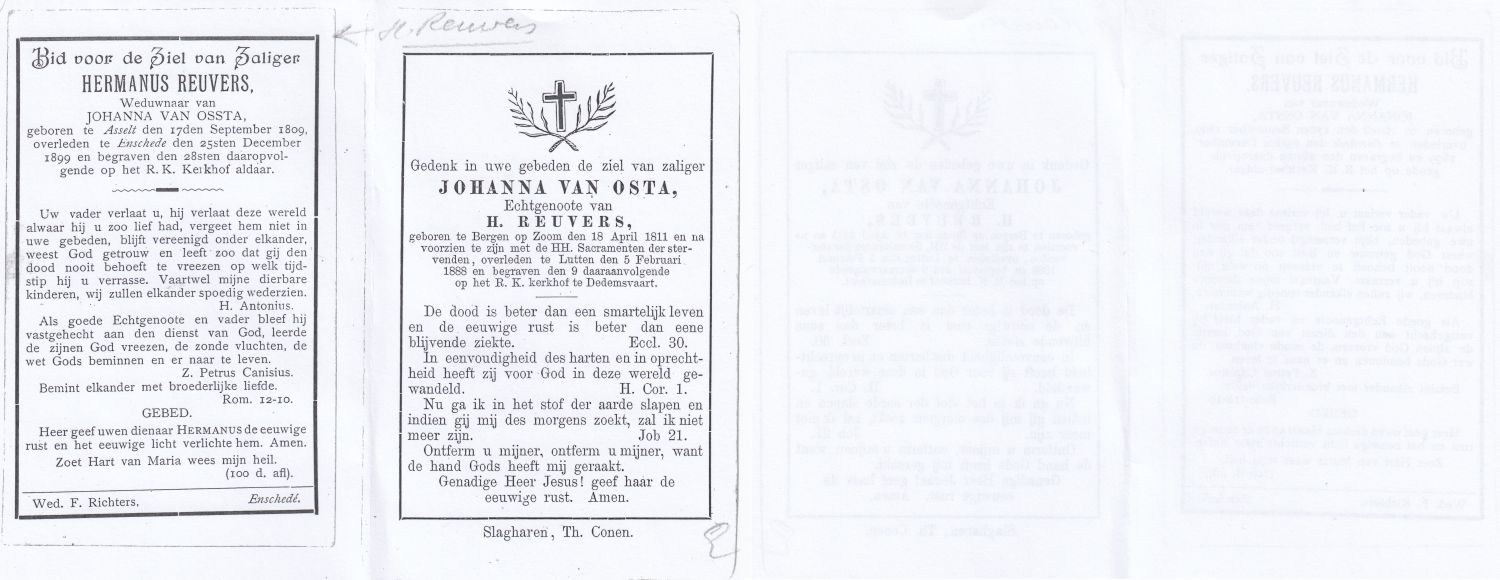 H. Reuvers
Bid voor de Ziel van Zaliger
HERMANUS REUVERS,
Weduwnaar van
JOHANNA VAN OSSTA,
geboren te Asselt den 17den September 1809,
overleden te Enschede den 25sten December
1899 en begraven den 28sten daaropvol-
gende op het R. K. Kerkhof aldaar.
Uw vader verlaat u, hij verlaat deze wereld
alwaar hij u zoo lief had, vergeet hem niet in
uwe gebeden, blijft vereenigd onder elkander,
weest God getrouw en leeft zoo dat gij den
dood nooit behoeft te vreezen op welk tijd-
stip hij u verrasse. Vaartwel mijne dierbare
kinderen, wij zullen elkander spoedig wederzien.
H. Antonius.
Als goede Echtgenoote en vader bleef hij
vastgehecht aan den dienst van God, leerde
de zijnen God vreezen, de zonde vluchten, de
wet Gods beminnen en er naar te leven.
Z. Petrus Canisius.
Bemint elkander met broederlijke liefde.
Rom. 12-10.
GEBED.
Heer geef uwen dienaar HERMANUS de eeuwige
rust en het eeuwige licht verlichte hem. Amen.
Zoet Hart van Maria wees mijn heil.
(100 d. afl).
Wed. F. Richters. Enschedé.
Gedenk in uwe gebeden de ziel van zaliger
JOHANNA VAN OSTA,
Echtgenoote van
H. REUVERS,
geboren te Bergen op Zoom den 18 April 1811 en na
voorzien te zijn met de HH. Sacramenten der ster-
venden, overleden te Lutten den 5 Februari
1888 en begraven den 9 daaraanvolgende
op het R. K. kerkhof te Dedemsvaart.
De dood is beter dan een smartelijk leven
en de eeuwige rust is beter dan eene
blijvende ziekte. Eccl. 30.
In eenvoudigheid des harten en in oprecht-
heid heeft zij voor God in deze wereld ge-
wandeld. H. Cor. 1.
Nu ga ik in het stof der aarde slapen en
indien gij mij des morgens zoekt, zal ik niet
meer zijn. Job 21.
Ontferm u mijner, ontferm u mijner, want
de hand Gods heeft mij geraakt.
Genadige Heer Jesus! geef haar de
eeuwige rust. Amen.
Slagharen, Th. Conen.